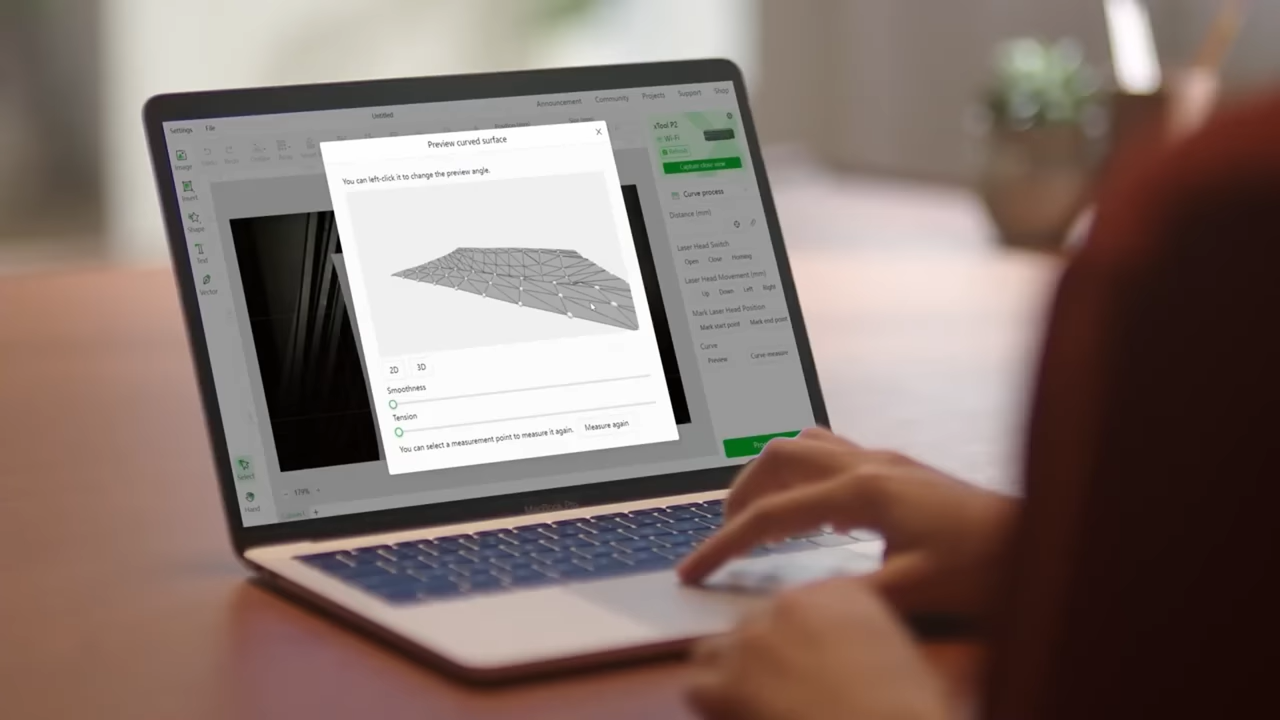 Announcement Community Projects Support Shop
Settings File Untitled
Preview curved surface
You can left-click it to change the preview angle.
2D 3D
Smoothness
Tension
You can select a measurement point to measure it again. Measure again
Image
Insert
Shape
Text
Vector
Select
Hand
179%
xTool P2
Wi-Fi
Capture close view
Curve process
Distance (mm)
Laser Head Switch
Open Close Homing
Laser Head Movement (mm)
Up Down Left Right
Mark Laser Head Position
Mark start point Mark end point
Curve
Preview Curve measure
MacBook Pro